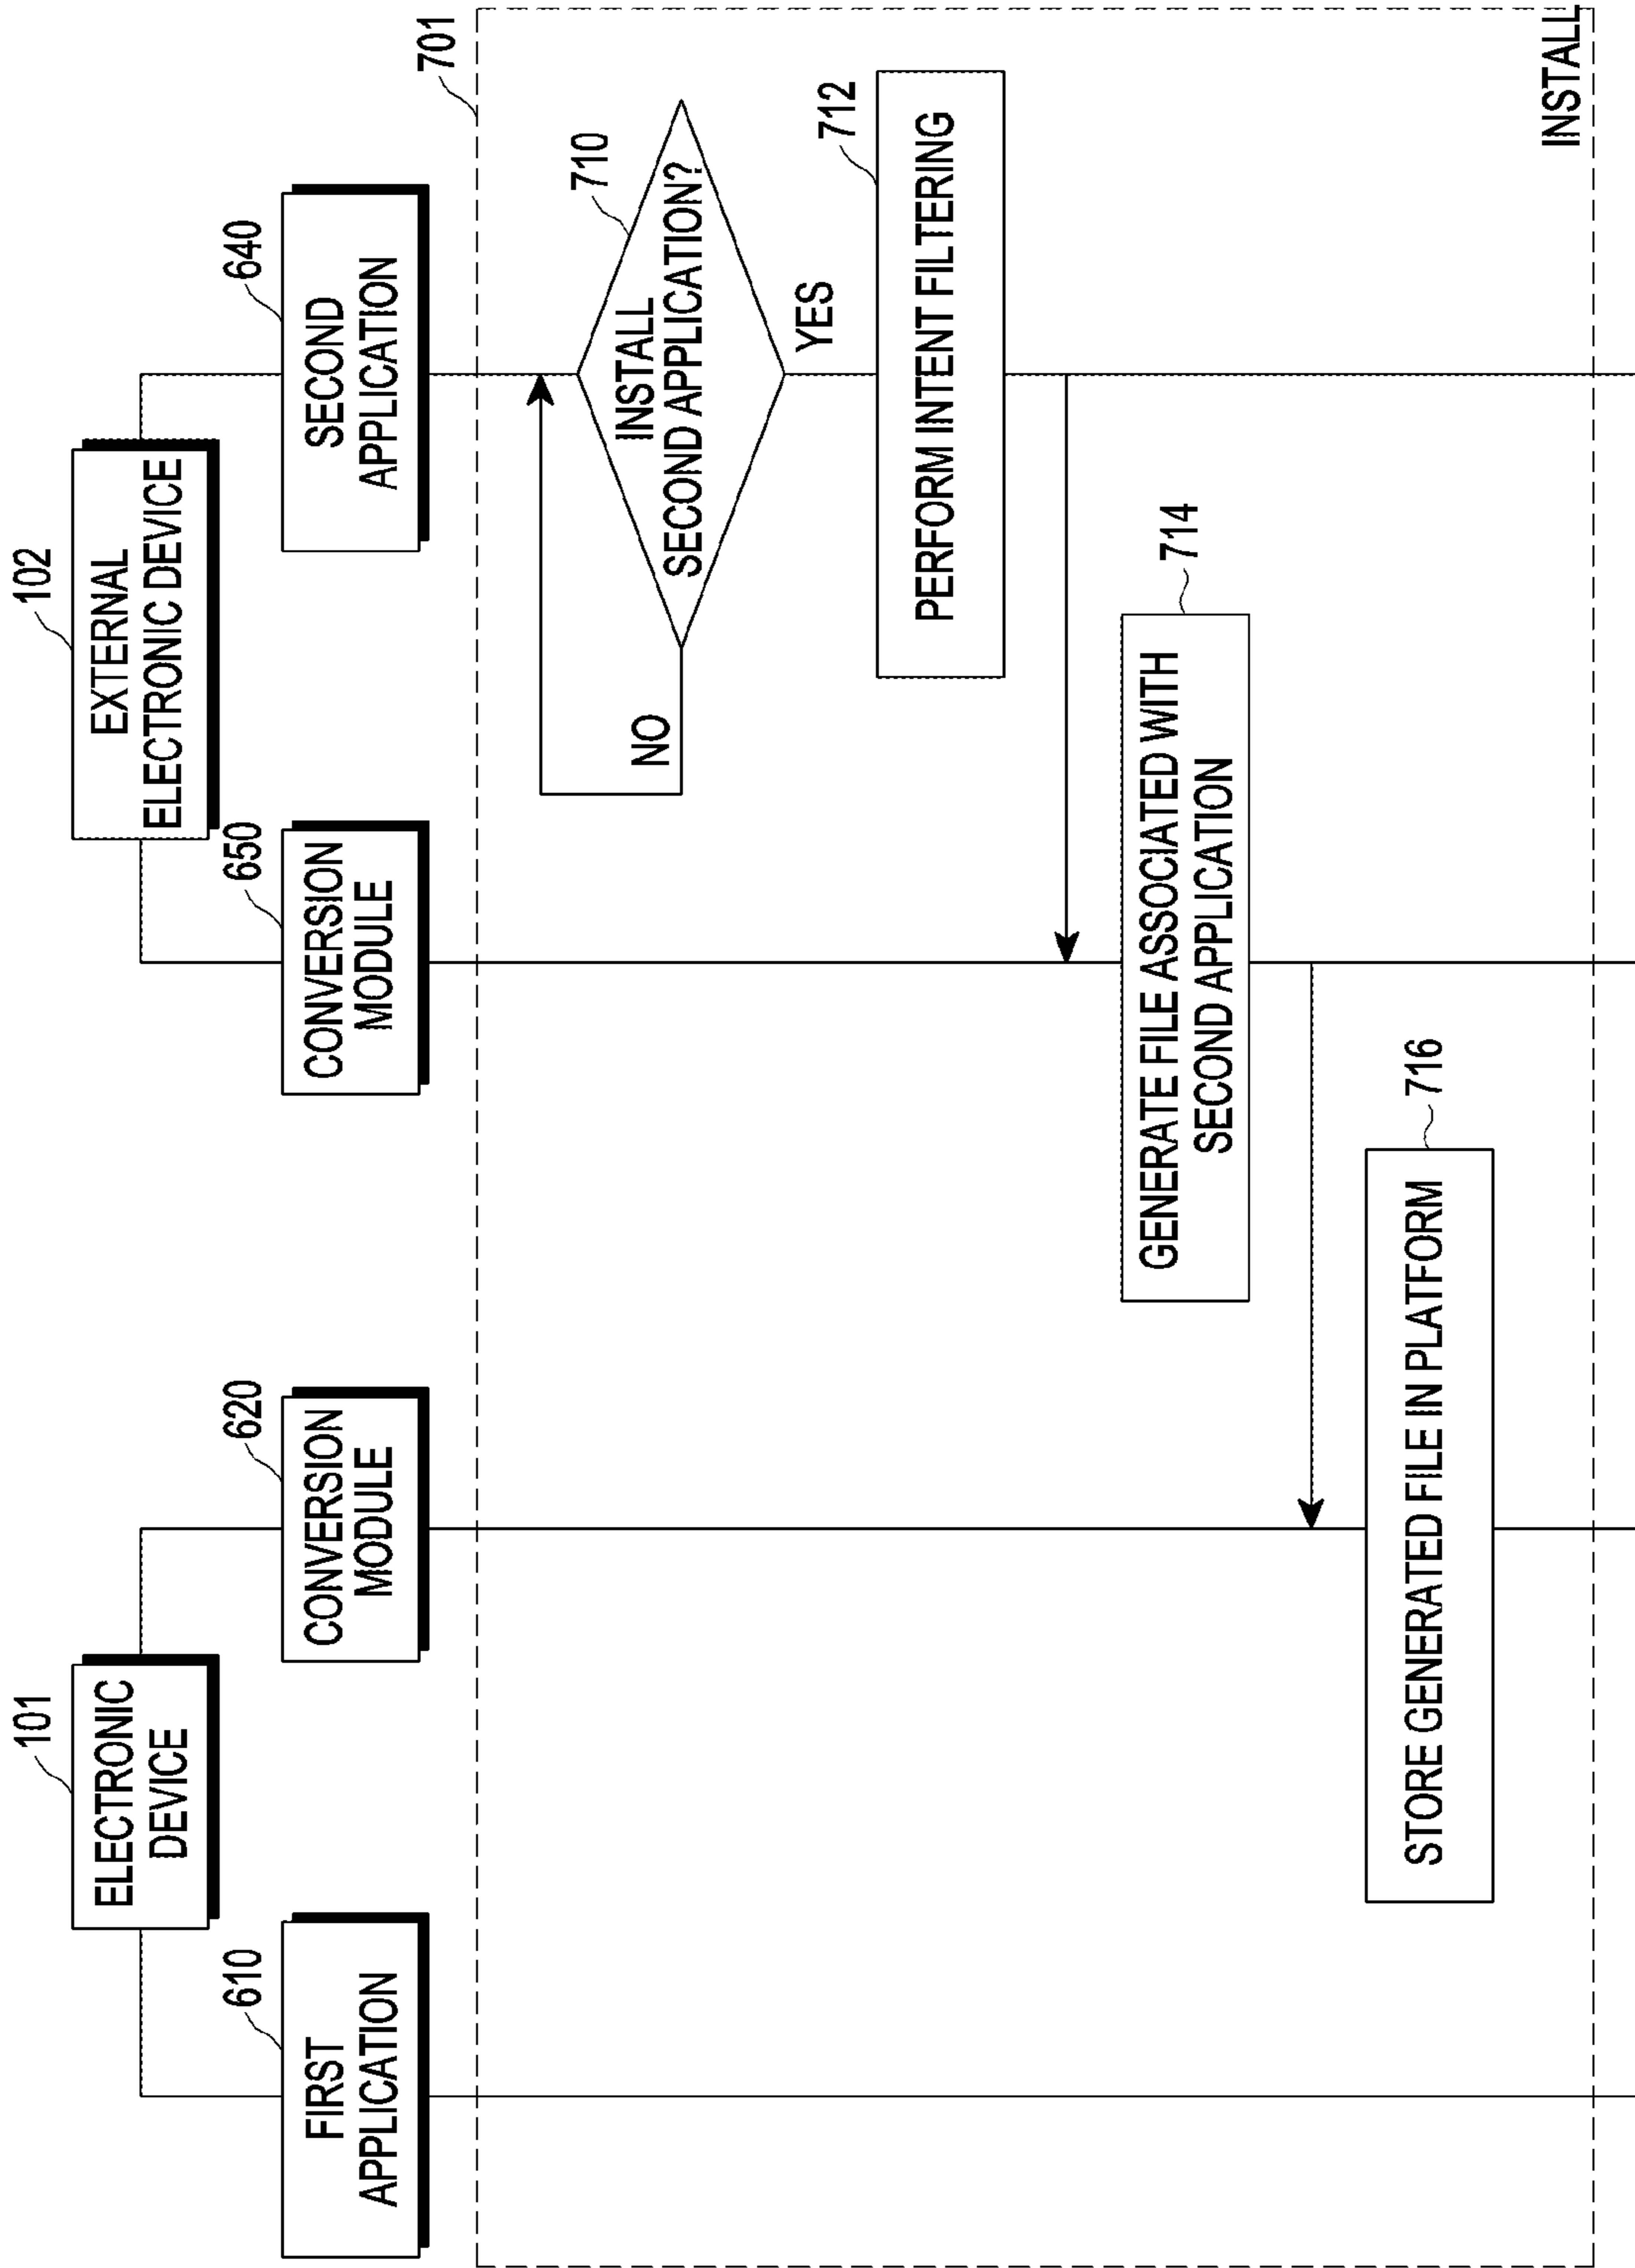 101
ELECTRONIC
DEVICE
102
EXTERNAL
ELECTRONIC DEVICE
610
FIRST
APPLICATION
620
CONVERSION
MODULE
650
CONVERSION
MODULE
640
SECOND
APPLICATION
701
710
INSTALL
SECOND APPLICATION?
NO
YES
712
PERFORM INTENT FILTERING
714
GENERATE FILE ASSOCIATED WITH
SECOND APPLICATION
716
STORE GENERATED FILE IN PLATFORM
INSTALL